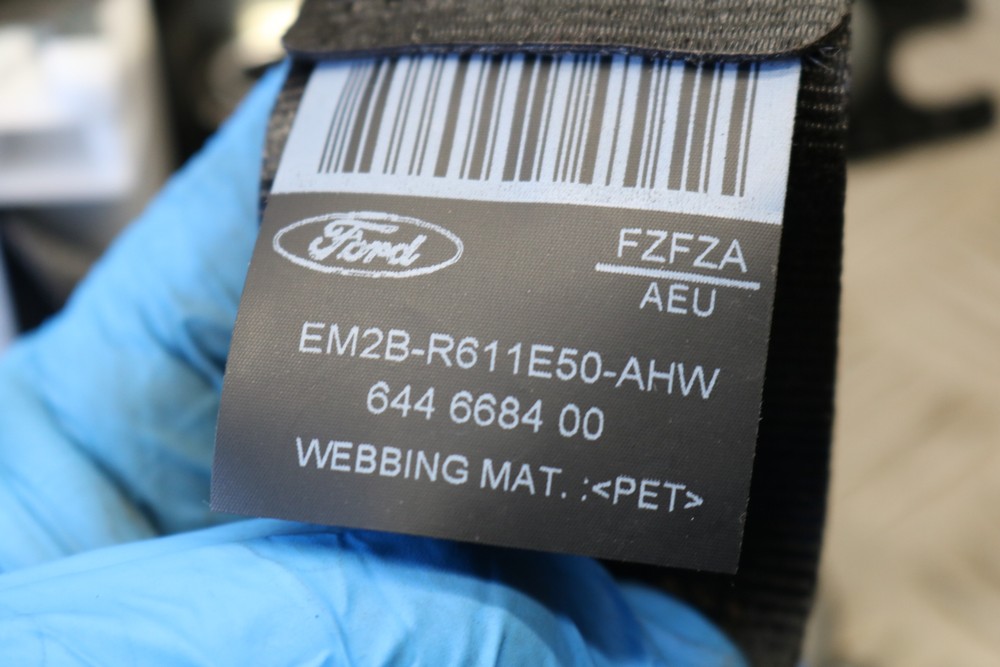 Ford
FZFZA
AEU
EM2B-R611E50-AHW
644 6684 00
WEBBING MAT. :<PET>